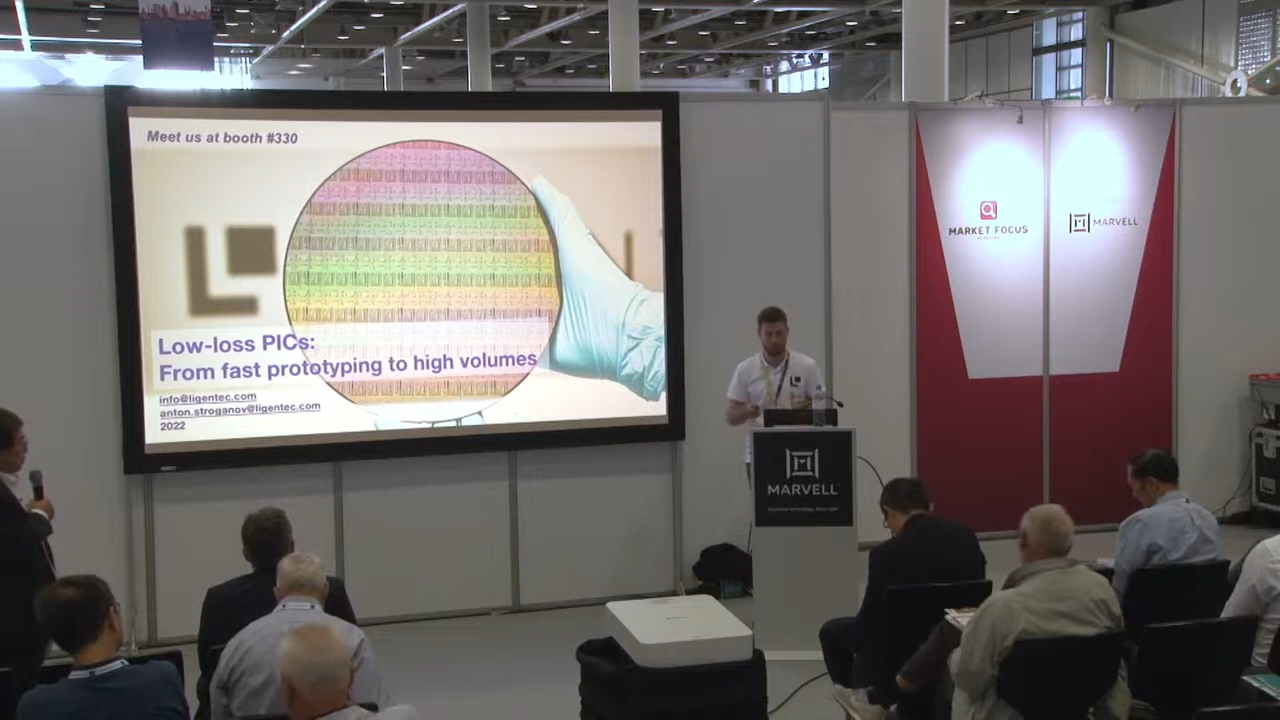 Meet us at booth #330
Low-loss PICs:
From fast prototyping to high volumes
info@ligentec.com
anton.stroganov@ligentec.com
2022
MARKET FOCUS
MARVELL
MARVELL